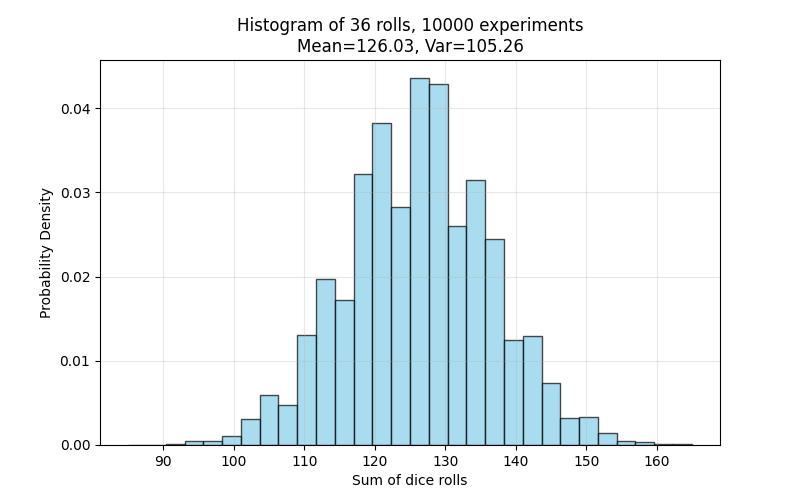 Histogram of 36 rolls, 10000 experiments
Mean=126.03, Var=105.26
0.04
0.03
0.02
0.01
0.00
Probability Density
90 100 110 120 130 140 150 160
Sum of dice rolls